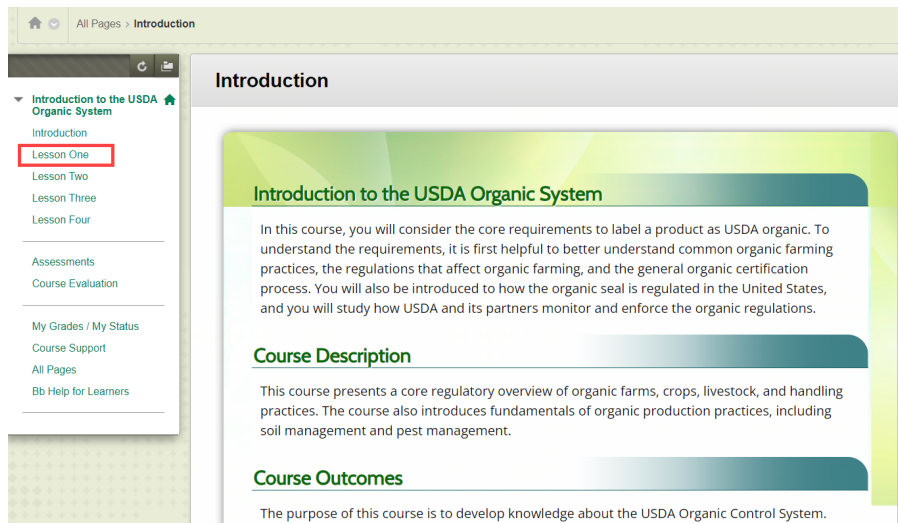 All Pages > Introduction
Introduction to the USDA
Organic System
Introduction
Lesson One
Lesson Two
Lesson Three
Lesson Four
Assessments
Course Evaluation
My Grades / My Status
Course Support
All Pages
Bb Help for Learners
Introduction
Introduction to the USDA Organic System
In this course, you will consider the core requirements to label a product as USDA organic. To
understand the requirements, it is first helpful to better understand common organic farming
practices, the regulations that affect organic farming, and the general organic certification
process. You will also be introduced to how the organic seal is regulated in the United States,
and you will study how USDA and its partners monitor and enforce the organic regulations.
Course Description
This course presents a core regulatory overview of organic farms, crops, livestock, and handling
practices. The course also introduces fundamentals of organic production practices, including
soil management and pest management.
Course Outcomes
The purpose of this course is to develop knowledge about the USDA Organic Control System.